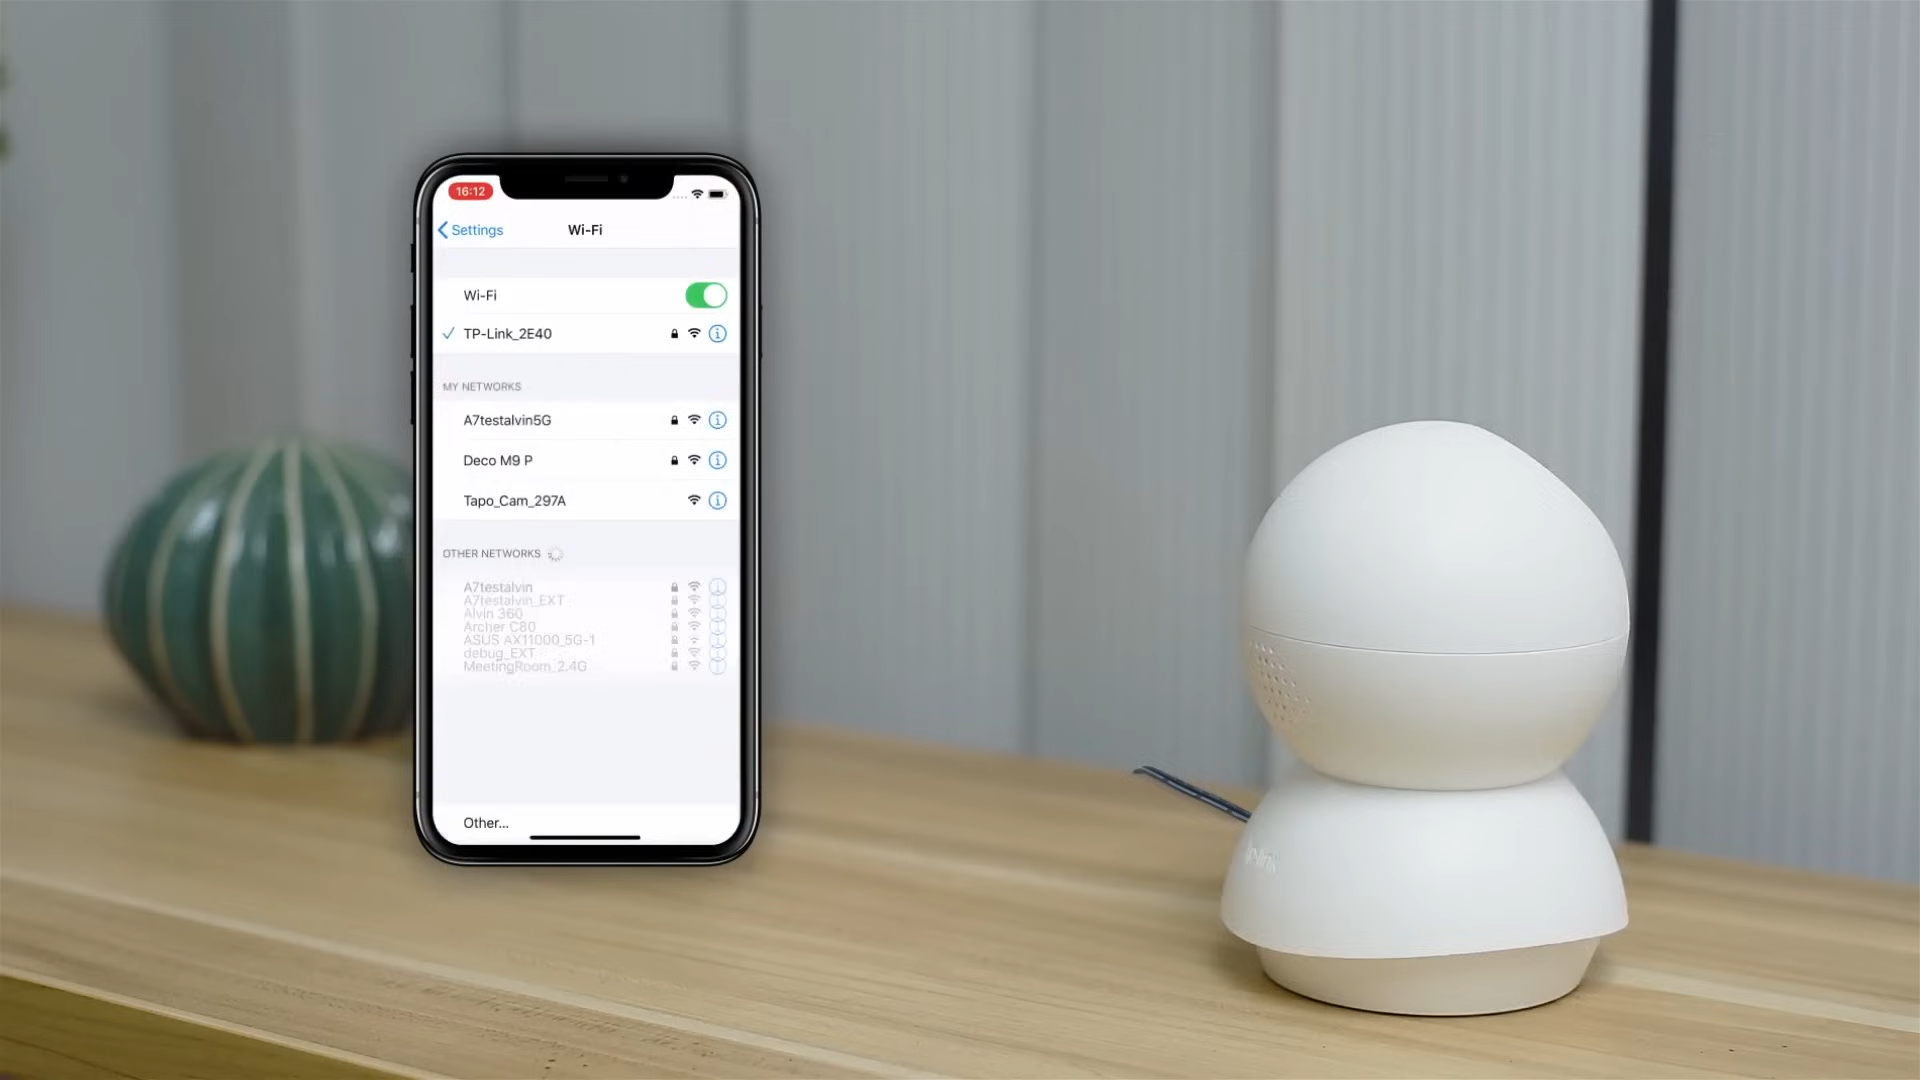 16:12
Settings
Wi-Fi
Wi-Fi
TP-Link_2E40
MY NETWORKS
A7testalvin5G
Deco M9 P
Tapo_Cam_297A
OTHER NETWORKS
A7testalvin
A7testalvin_EXT
Alvin 360
Archer C80
ASUS AX11000_5G-1
debug_EXT
MeetingRoom_2.4G
Other...